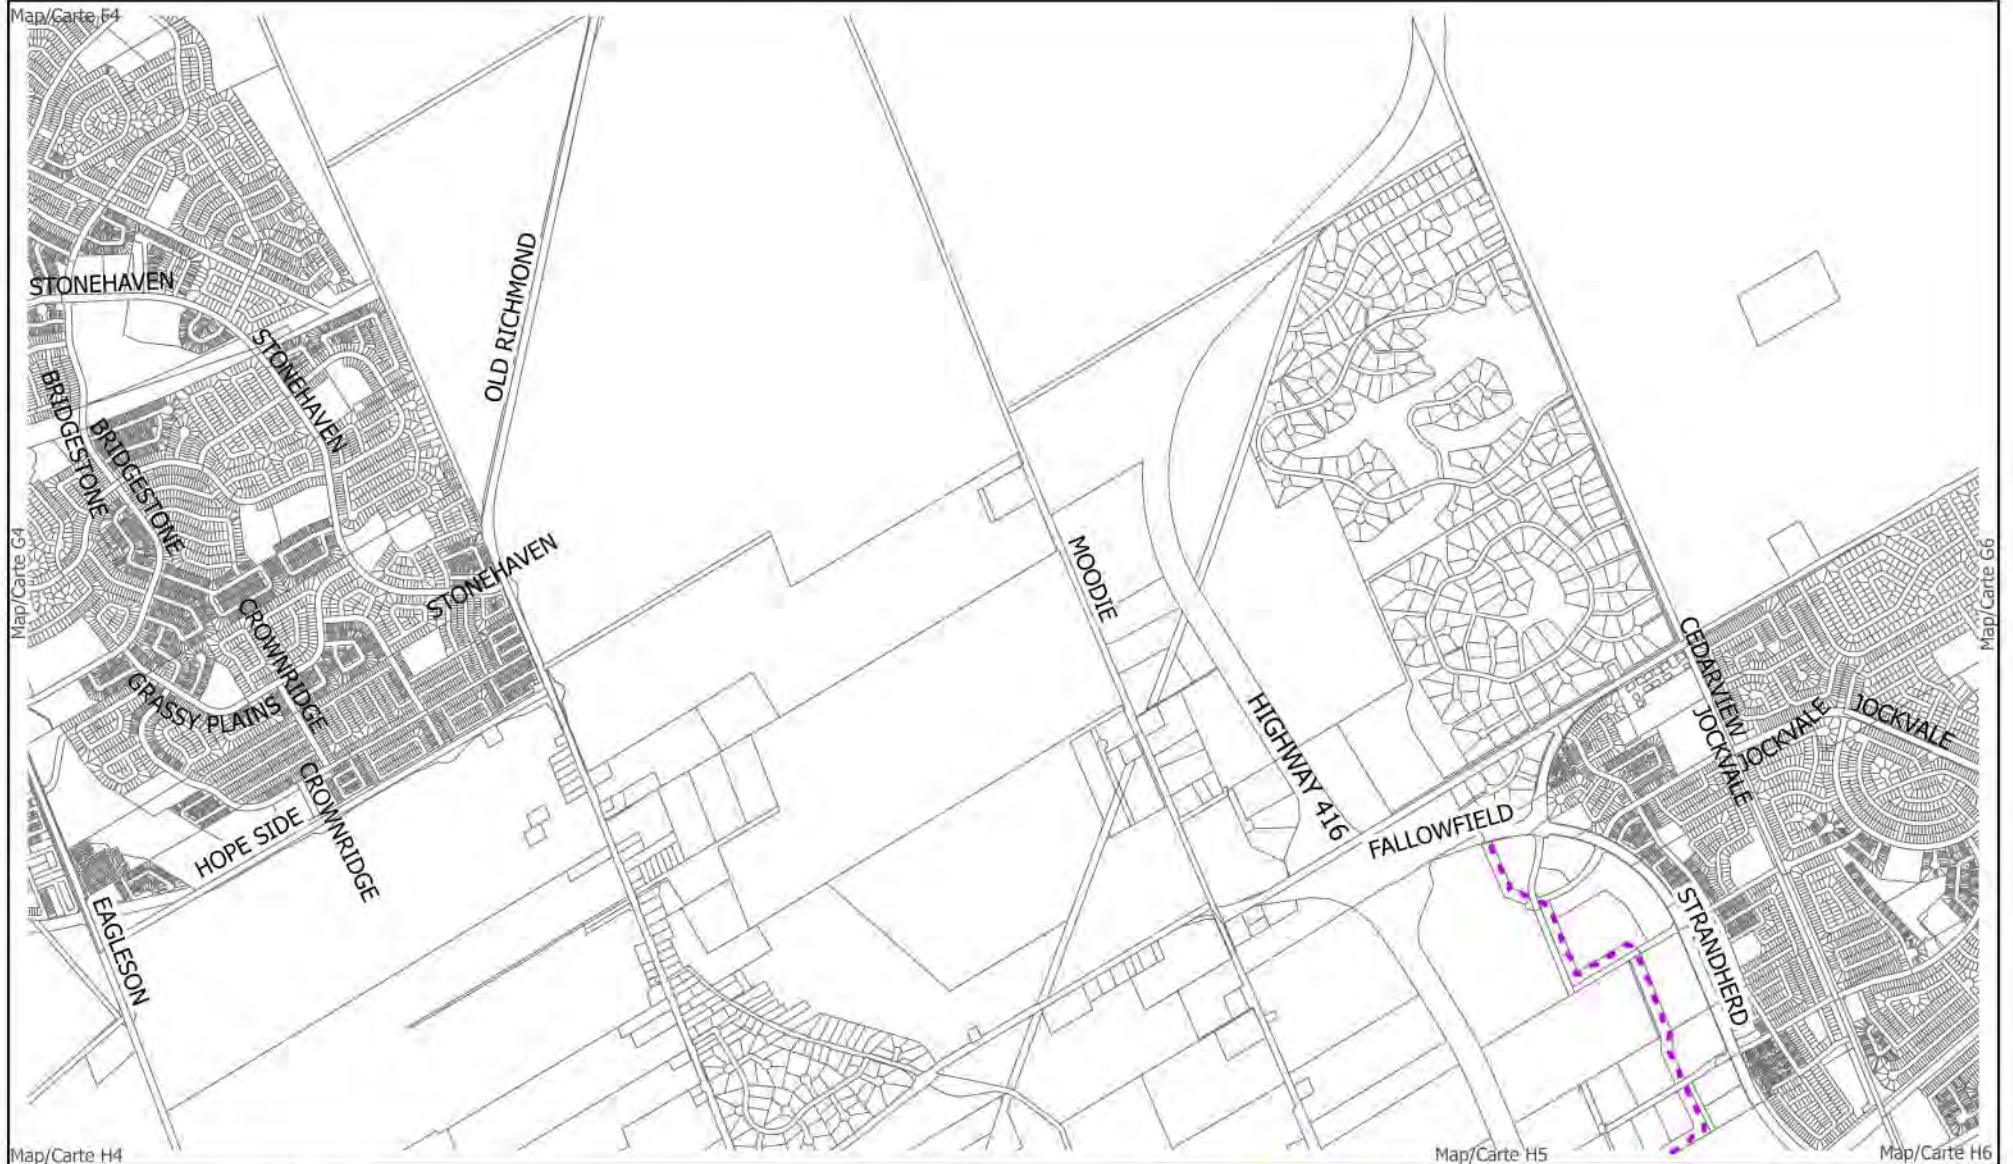 Map/Carte F4
STONEHAVEN
OLD RICHMOND
STONEHAVEN
BRIDGESTONE
BRIDGESTONE
Map/Carte G4
STONEHAVEN
MOODIE
Map/Carte G6
CROWNRIDGE
CEDARVIEW
GRASSY PLAINS
HIGHWAY 416
JOCKVALE
JOCKVALE
JOCKVALE
CROWNRIDGE
HOPE SIDE
FALLOWFIELD
EAGLESON
STRANDHERD
Map/Carte H4
Map/Carte H5
Map/Carte H6